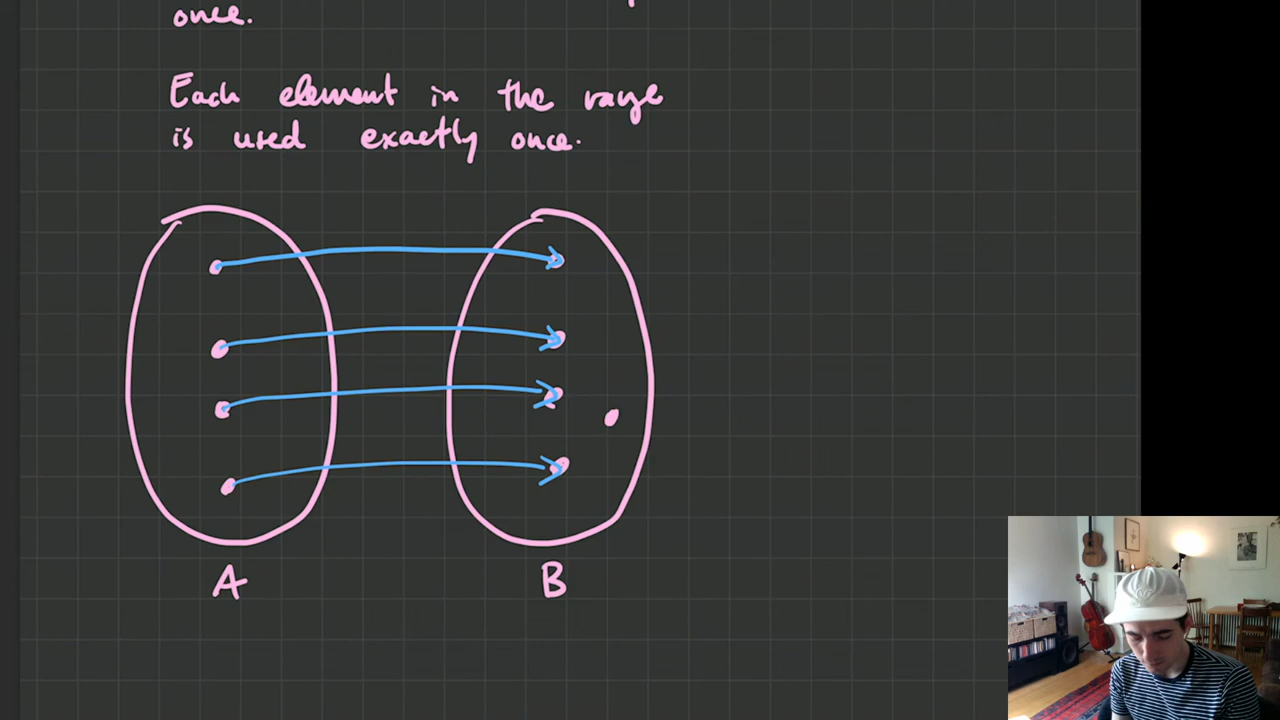 once.
Each element in the range
is used exactly once.
A
B